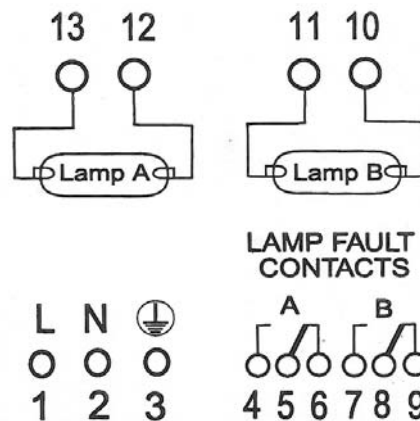 13 12 11 10
Lamp A Lamp B
LAMP FAULT
CONTACTS
A B
L N
1 2 3 4 5 6 7 8 9